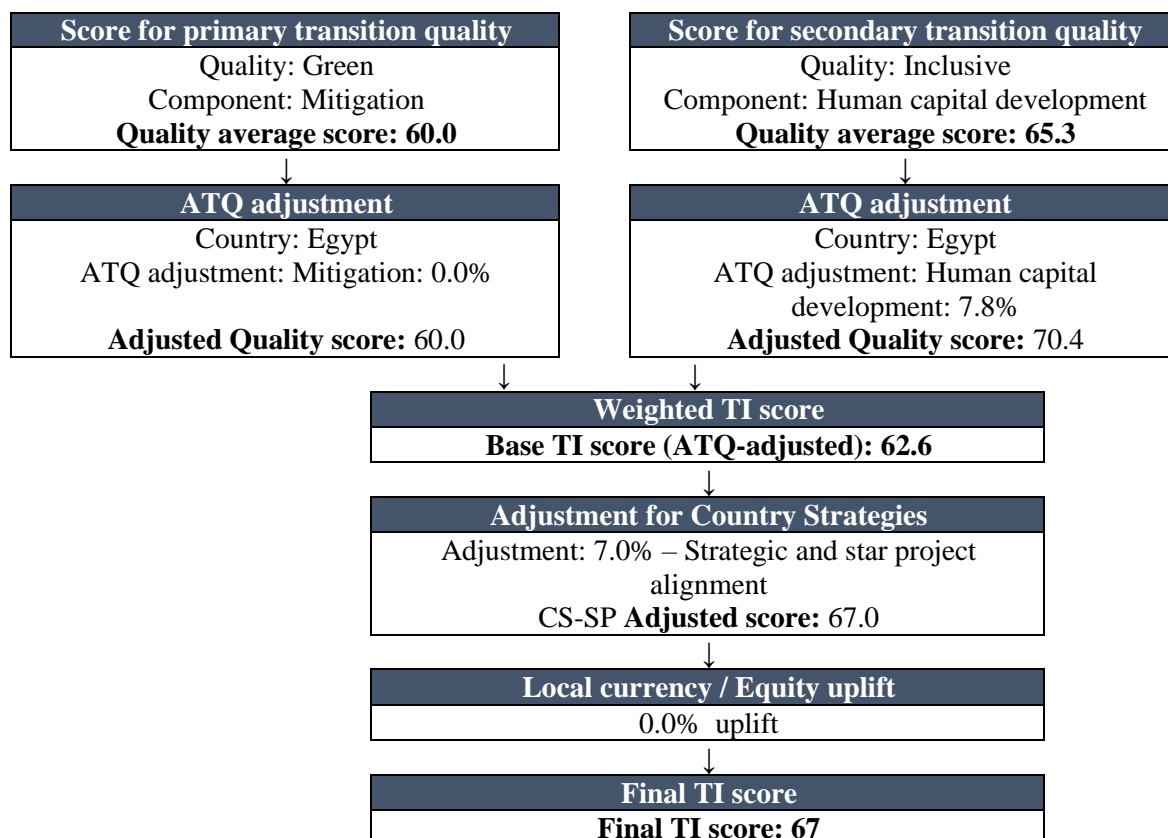 Score for primary transition quality
Quality: Green
Component: Mitigation
Quality average score: 60.0
Score for secondary transition quality
Quality: Inclusive
Component: Human capital development
Quality average score: 65.3
↓
↓
ATQ adjustment
Country: Egypt
ATQ adjustment: Mitigation: 0.0%
Adjusted Quality score: 60.0
ATQ adjustment
Country: Egypt
ATQ adjustment: Human capital
development: 7.8%
Adjusted Quality score: 70.4
↓ ↓
Weighted TI score
Base TI score (ATQ-adjusted): 62.6
↓
Adjustment for Country Strategies
Adjustment: 7.0% – Strategic and star project
alignment
CS-SP Adjusted score: 67.0
↓
Local currency / Equity uplift
0.0% uplift
↓
Final TI score
Final TI score: 67